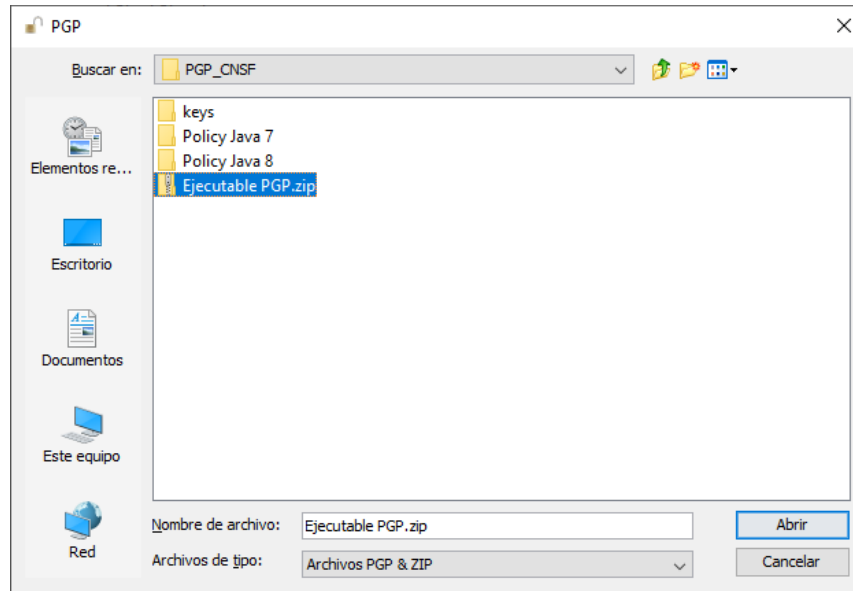 PGP
Buscar en:
PGP_CNSF
keys
Policy Java 7
Policy Java 8
Ejecutable PGP.zip
Elementos re...
Escritorio
Documentos
Este equipo
Red
Nombre de archivo:
Ejecutable PGP.zip
Abrir
Archivos de tipo:
Archivos PGP & ZIP
Cancelar